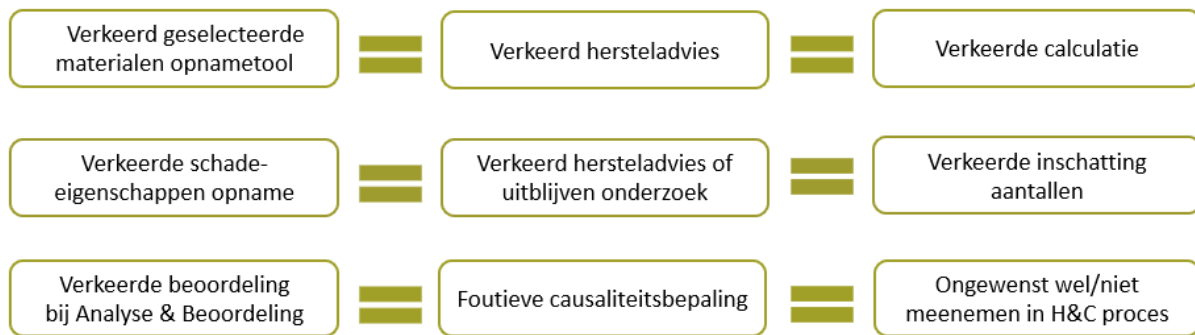 Verkeerd geselecteerde
materialen opnametool
Verkeerd hersteladvies
Verkeerde calculatie
Verkeerde schade-
eigenschappen opname
Verkeerd hersteladvies of
uitblijven onderzoek
Verkeerde inschatting
aantallen
Verkeerde beoordeling
bij Analyse & Beoordeling
Foutieve causaliteitsbepaling
Ongewenst wel/niet
meenemen in H&C proces